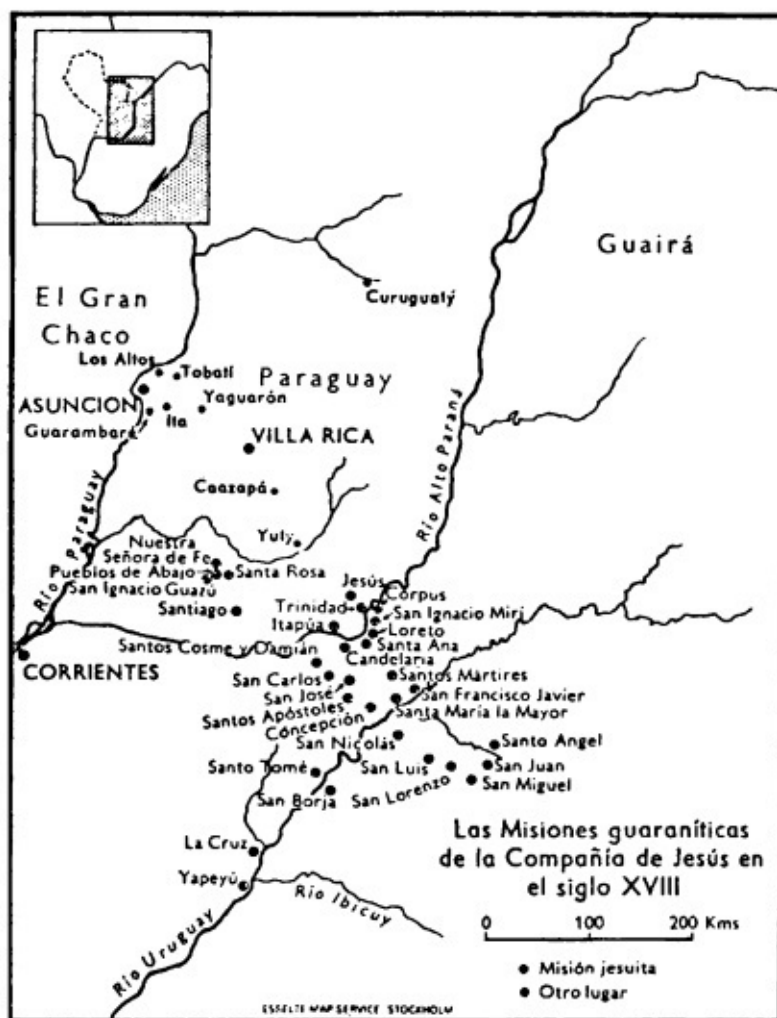 Guairá
El Gran
Chaco
Curuguatý
Los Altos
Tobatí
Paraguay
ASUNCION
Yaguarón
Ita
Guarambaré
VILLA RICA
Caazapá
Río Alto Paraná
Río Paraguay
Yuty
Nuestra
Señora de Fe
Pueblos de Abajo
Santa Rosa
San Ignacio Guazú
Santiago
Jesús
Corpus
Trinidad
San Ignacio Miri
Itapúa
Loreto
Santa Ana
Santos Cosme y Damián
Candelaria
CORRIENTES
San Carlos
Santos Mártires
San José
San Francisco Javier
Santos Apóstoles
Santa María la Mayor
Concepción
San Nicolás
Santo Angel
Santo Tomé
San Luis
San Juan
San Lorenzo
San Miguel
San Borja
La Cruz
Yapeyú
Río Ibicuy
Río Uruguay
Las Misiones guaraníticas
de la Compañía de Jesús en
el siglo XVIII
0 100 200 Kms
Misión jesuita
Otro lugar
ESSELTE MAP SERVICE STOCKHOLM